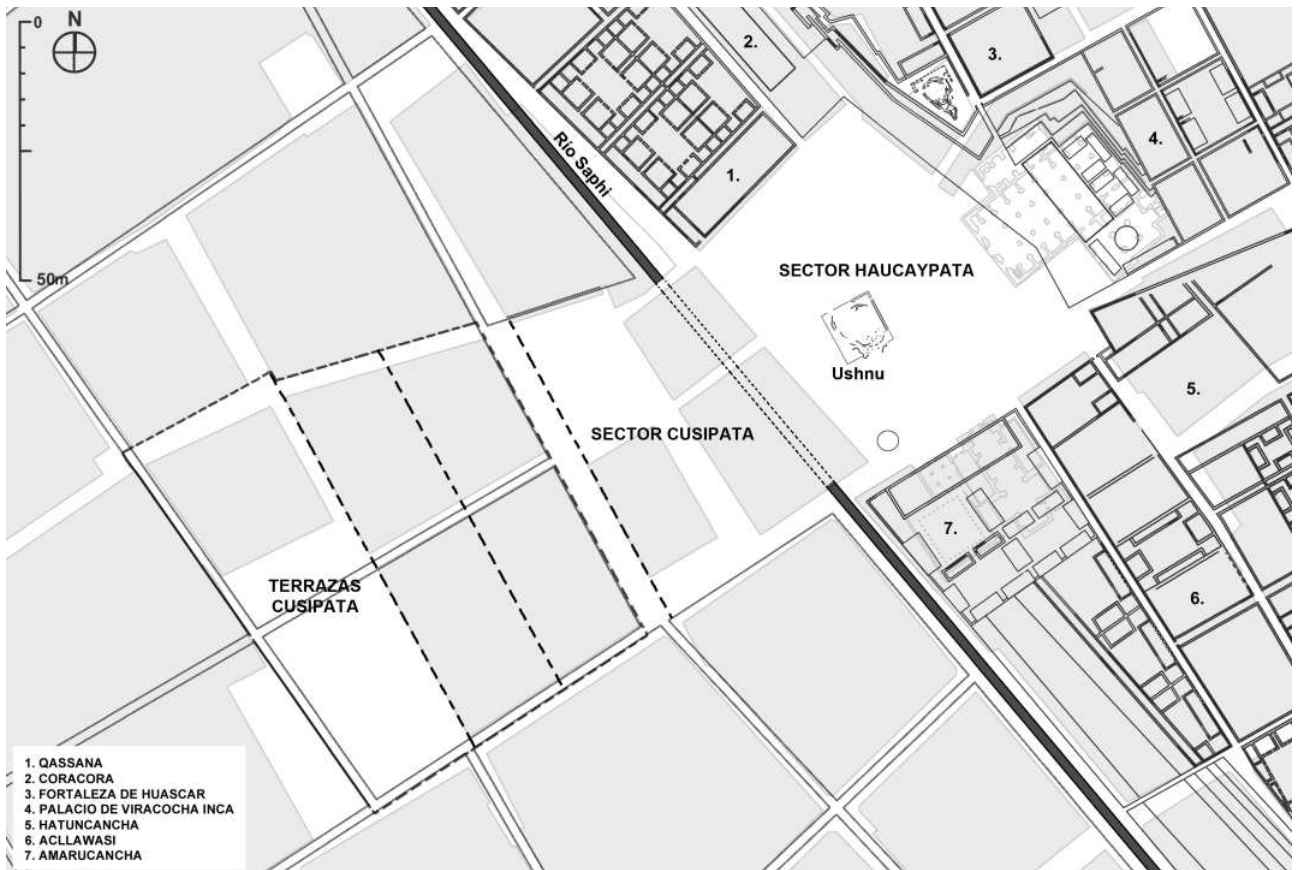 0
N
50m
Río Saphi
1.
2.
3.
4.
SECTOR HAUCAYPATA
Ushnu
5.
SECTOR CUSIPATA
7.
6.
TERRAZAS
CUSIPATA
1. QASSANA
2. CORACORA
3. FORTALEZA DE HUASCAR
4. PALACIO DE VIRACOCHA INCA
5. HATUNCANCHA
6. ACLLAWASI
7. AMARUCANCHA